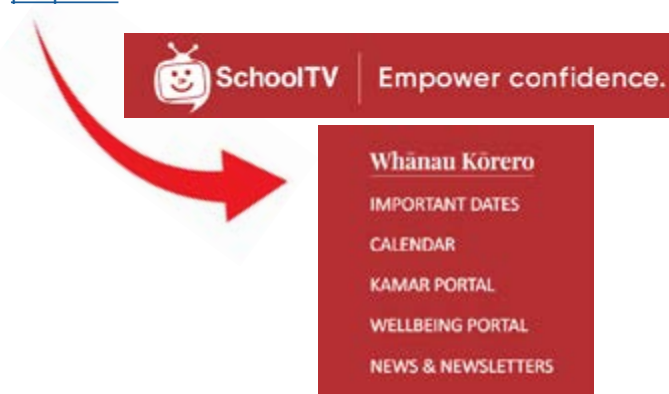 SchoolTV
Empower confidence.
Whānau Kōrero
IMPORTANT DATES
CALENDAR
KAMAR PORTAL
WELLBEING PORTAL
NEWS & NEWSLETTERS